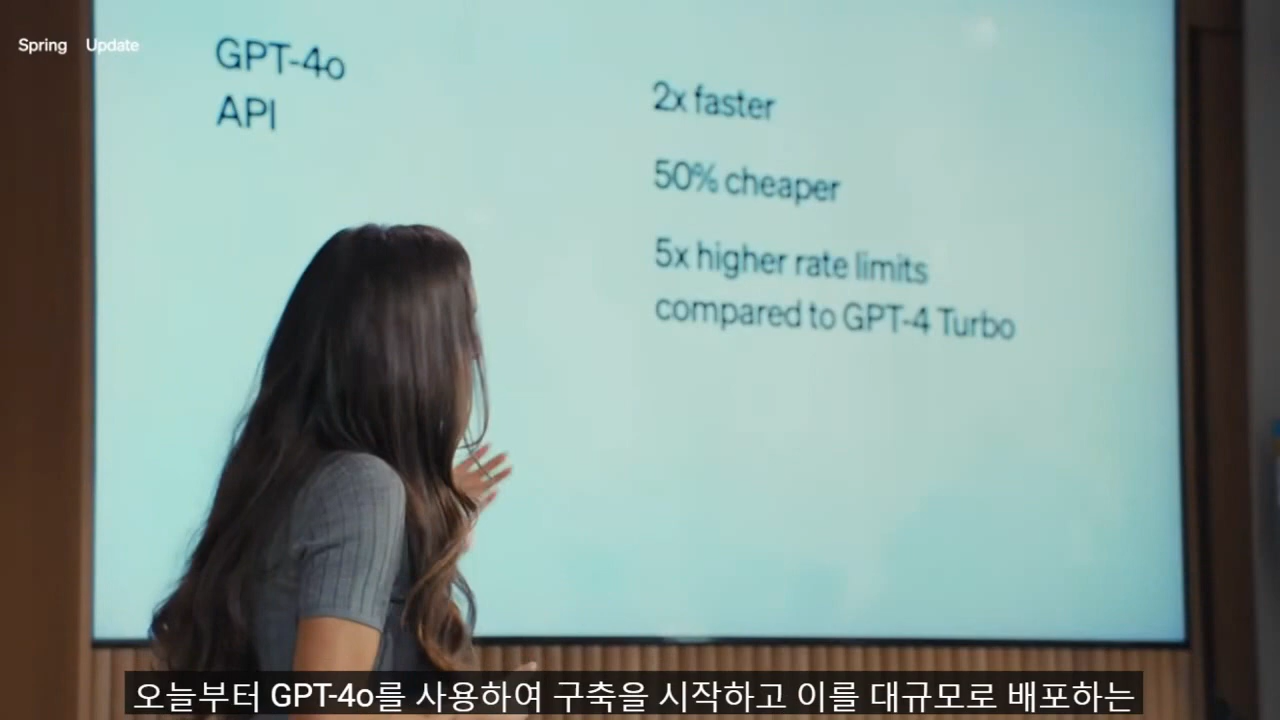 Spring Update
GPT-4o
API
2x faster
50% cheaper
5x higher rate limits
compared to GPT-4 Turbo
오늘부터 GPT-4o를 사용하여 구축을 시작하고 이를 대규모로 배포하는